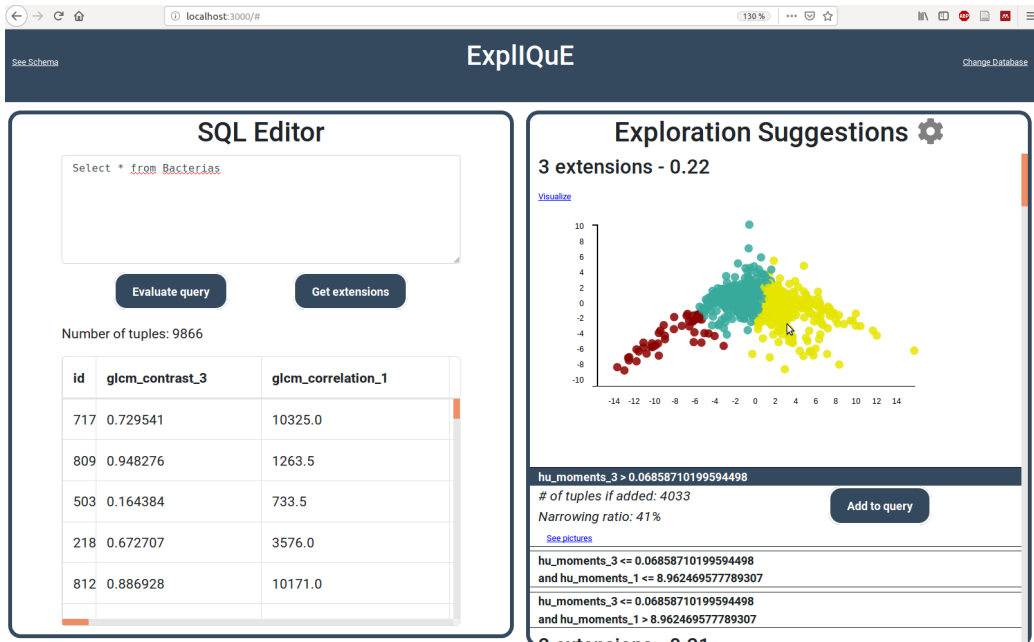 localhost:3000/#
130 %
ABP
See Schema
ExplIQuE
Change Database
SQL Editor
Select * from Bacterias
Evaluate query
Get extensions
Number of tuples: 9866
id glcm_contrast_3 glcm_correlation_1
717 0.729541 10325.0
809 0.948276 1263.5
503 0.164384 733.5
218 0.672707 3576.0
812 0.886928 10171.0
Exploration Suggestions
3 extensions - 0.22
Visualize
10
8
6
4
2
0
-2
-4
-6
-8
-10
-14 -12 -10 -8 -6 -4 -2 0 2 4 6 8 10 12 14
hu_moments_3 > 0.06858710199594498
# of tuples if added: 4033
Narrowing ratio: 41%
Add to query
See pictures
hu_moments_3 <= 0.06858710199594498
and hu_moments_1 <= 8.962469577789307
hu_moments_3 <= 0.06858710199594498
and hu_moments_1 > 8.962469577789307